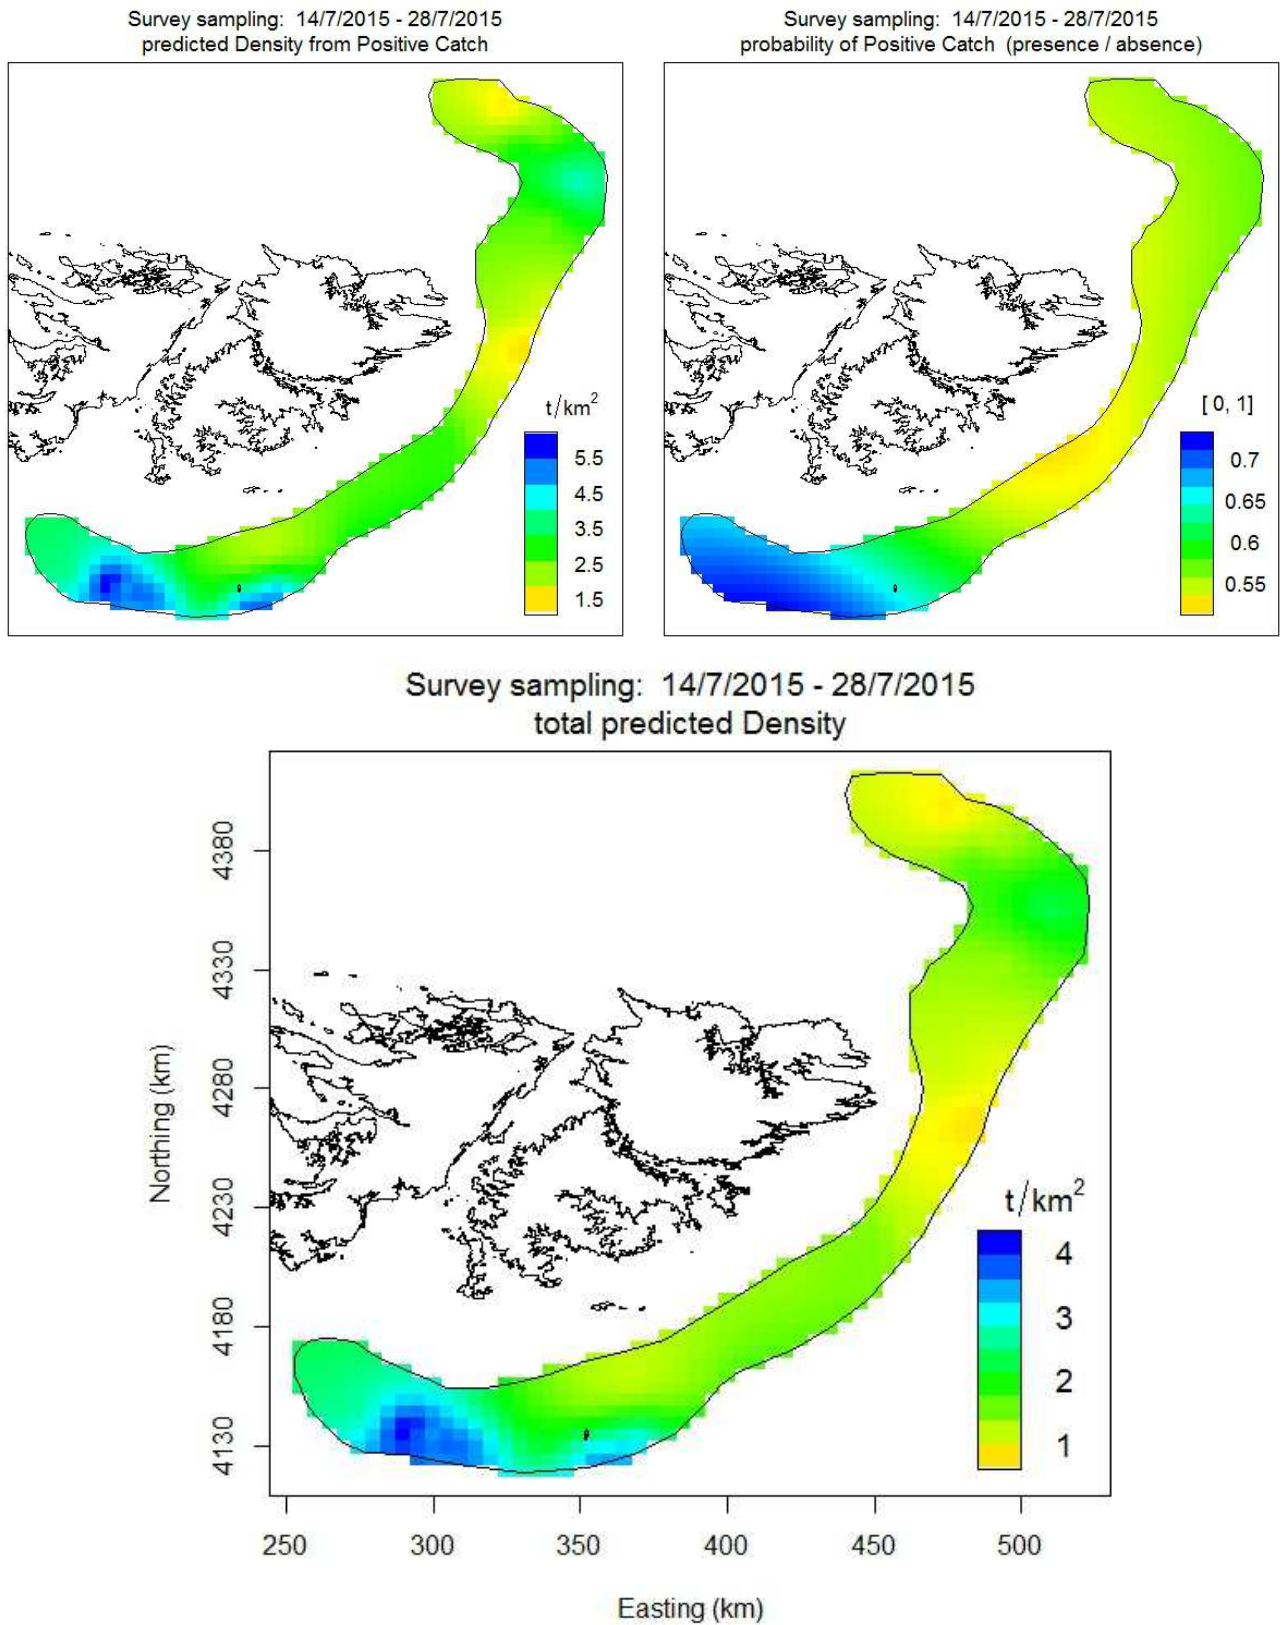 Survey sampling:  14/7/2015 - 28/7/2015
predicted Density from Positive Catch
t/km²
5.5
4.5
3.5
2.5
1.5
Survey sampling:  14/7/2015 - 28/7/2015
probability of Positive Catch  (presence / absence)
[ 0, 1]
0.7
0.65
0.6
0.55
Survey sampling:  14/7/2015 - 28/7/2015
total predicted Density
Northing (km)
4380
4330
4280
4230
4180
4130
t/km²
4
3
2
1
250 300 350 400 450 500
Easting (km)